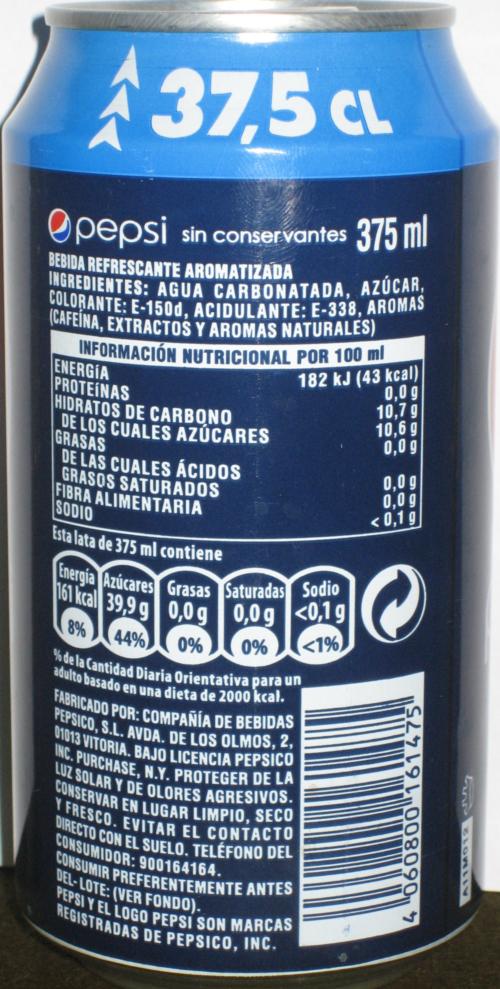 37,5 CL
pepsi sin conservantes 375 ml
BEBIDA REFRESCANTE AROMATIZADA
INGREDIENTES: AGUA CARBONATADA, AZÚCAR,
COLORANTE: E-150d, ACIDULANTE: E-338, AROMAS
(CAFEÍNA, EXTRACTOS Y AROMAS NATURALES)
INFORMACIÓN NUTRICIONAL POR 100 ml
ENERGÍA 182 kJ (43 kcal)
PROTEÍNAS 0,0 g
HIDRATOS DE CARBONO 10,7 g
DE LOS CUALES AZÚCARES 10,6 g
GRASAS 0,0 g
DE LAS CUALES ÁCIDOS
GRASOS SATURADOS 0,0 g
FIBRA ALIMENTARIA 0,0 g
SODIO < 0,1 g
Esta lata de 375 ml contiene
Energía Azúcares Grasas Saturadas Sodio
161 kcal 39,9 g 0,0 g 0,0 g <0,1 g
8% 44% 0% 0% <1%
% de la Cantidad Diaria Orientativa para un
adulto basado en una dieta de 2000 kcal.
FABRICADO POR: COMPAÑÍA DE BEBIDAS
PEPSICO, S.L. AVDA. DE LOS OLMOS, 2,
01013 VITORIA. BAJO LICENCIA PEPSICO
INC. PURCHASE, N.Y. PROTEGER DE LA
LUZ SOLAR Y DE OLORES AGRESIVOS.
CONSERVAR EN LUGAR LIMPIO, SECO
Y FRESCO. EVITAR EL CONTACTO
DIRECTO CON EL SUELO. TELÉFONO DEL
CONSUMIDOR: 900164164.
CONSUMIR PREFERENTEMENTE ANTES
DEL- LOTE: (VER FONDO).
PEPSI Y EL LOGO PEPSI SON MARCAS
REGISTRADAS DE PEPSICO, INC.
4 060800 161475
A11M012